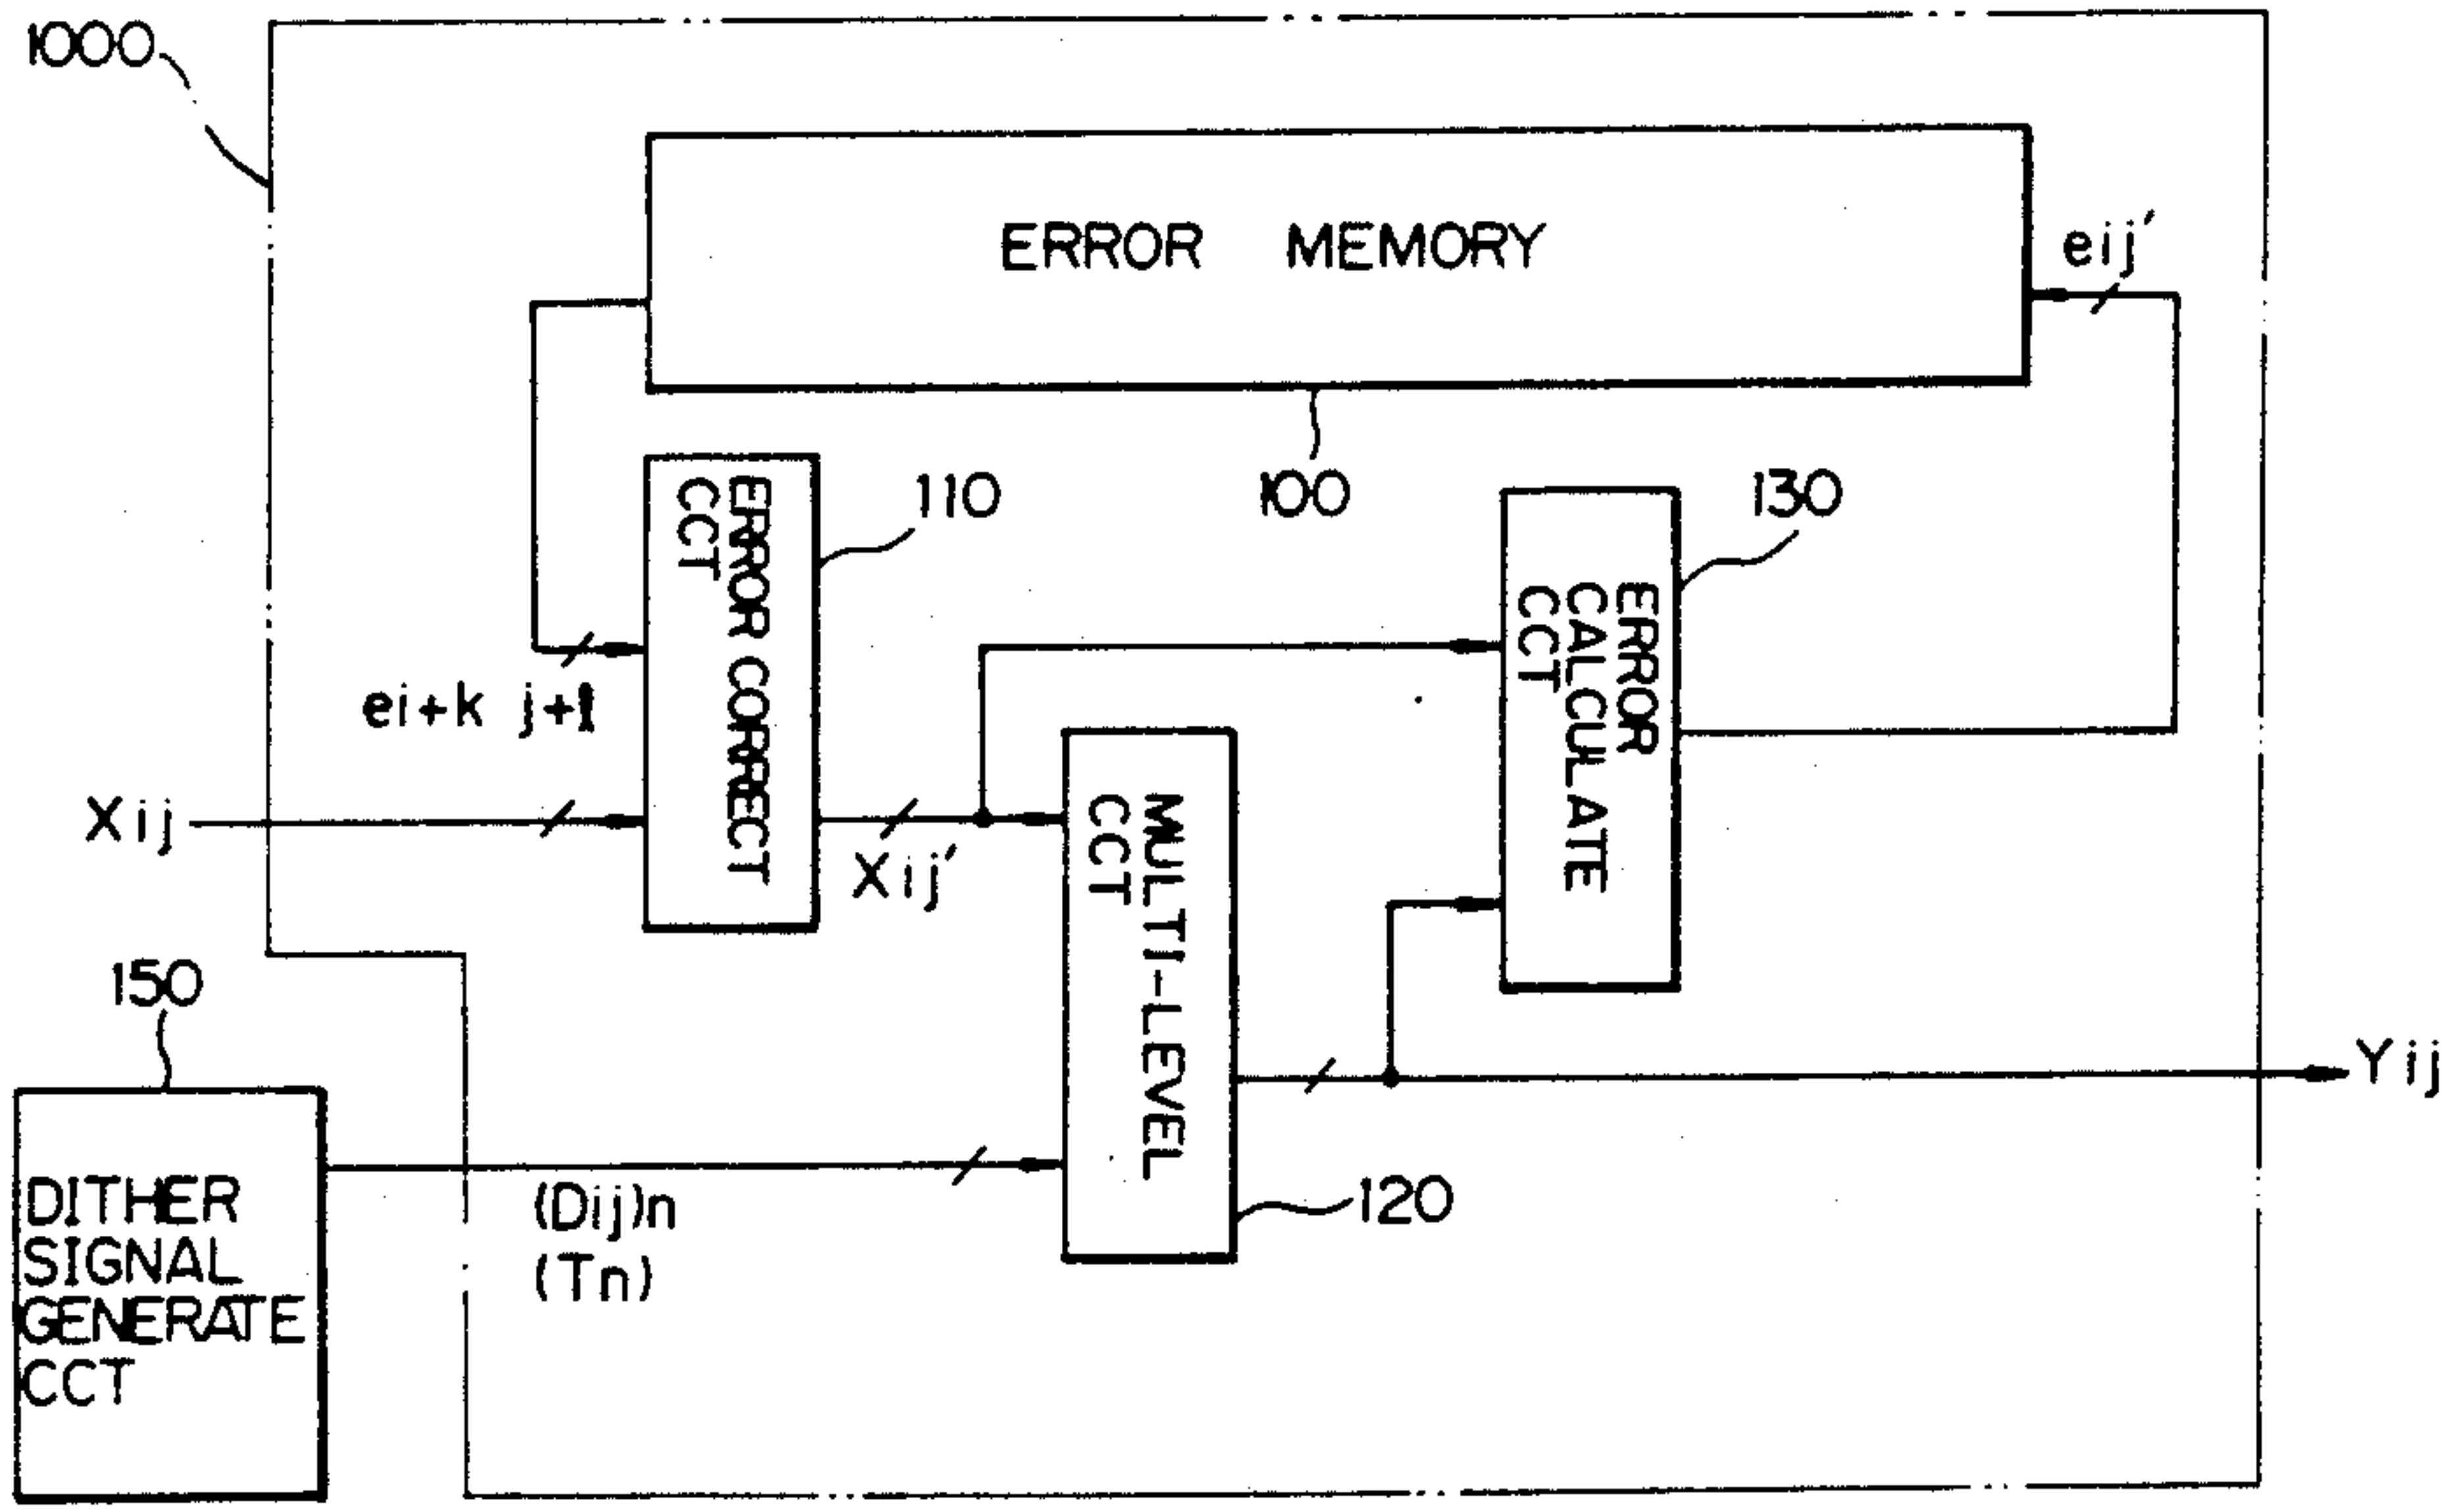 1000
ERROR MEMORY
eij′
100
110
130
ERROR CORRECT
CCT
ERROR
CALCULATE
CCT
ei+k j+l
Xij
Xij′
MULTI-LEVEL
CCT
150
Yij
DITHER
SIGNAL
GENERATE
CCT
(Dij)n
(Tn)
120